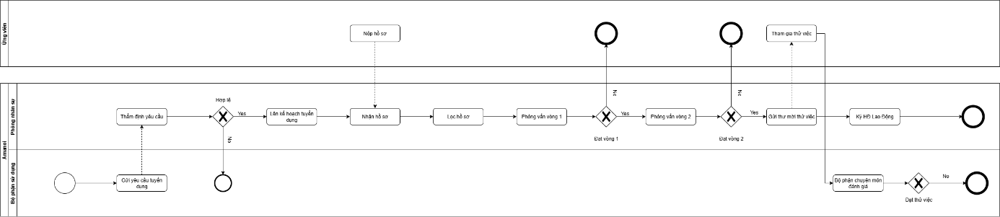 Ứng viên
Nộp hồ sơ
Tham gia thử việc
No
No
Amanoi
Phòng nhân sự
Thẩm định yêu cầu
Hợp lệ
Yes
Lên kế hoạch tuyển
dụng
Nhận hồ sơ
Lọc hồ sơ
Phỏng vấn vòng 1
Yes
Đạt vòng 1
Phỏng vấn vòng 2
Yes
Đạt vòng 2
Gửi thư mời thử việc
Ký HĐ Lao Động
No
Bộ phận sử dụng
Gửi yêu cầu tuyển
dụng
Bộ phận chuyên môn
đánh giá
No
Đạt thử việc